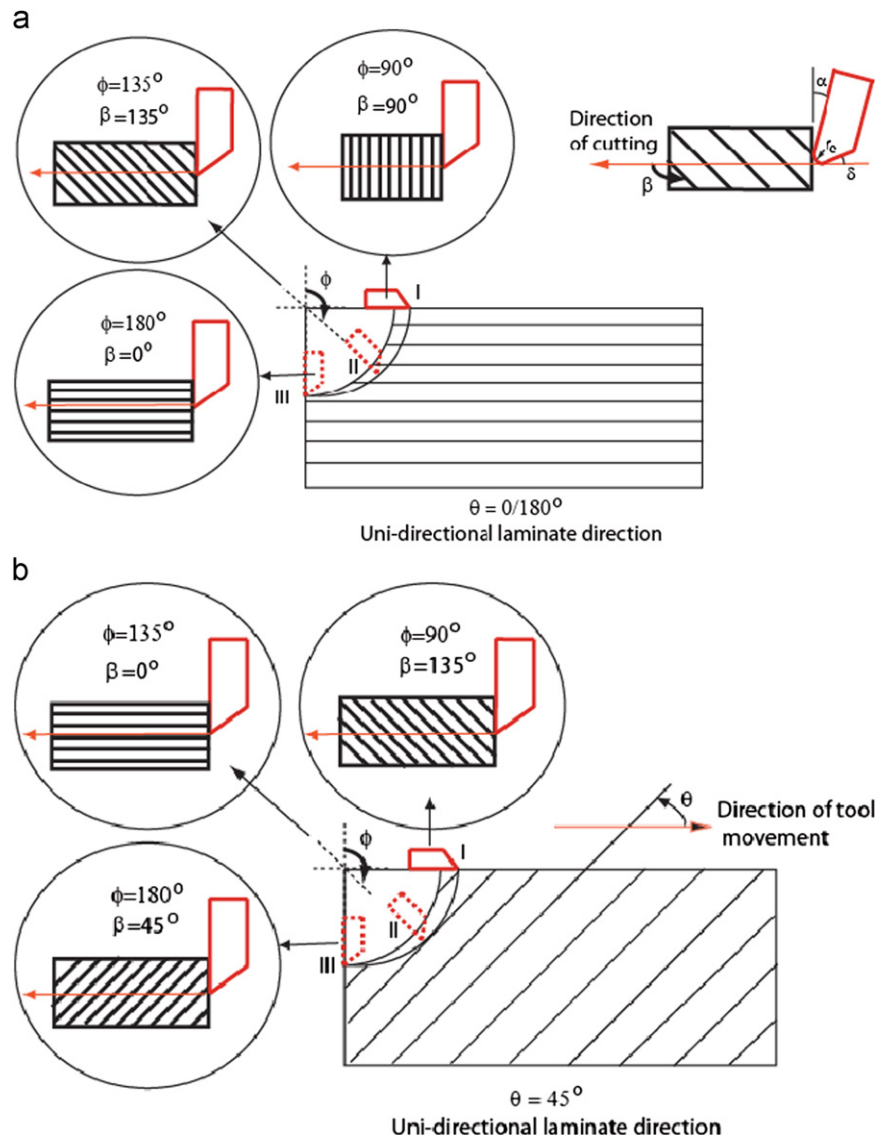 a
ϕ=135°
β=135°
ϕ=90°
β=90°
α
Direction
of cutting
rₑ
β
δ
ϕ
I
ϕ=180°
β=0°
II
III
θ = 0/180°
Uni-directional laminate direction
b
ϕ=135°
β=0°
ϕ=90°
β=135°
θ
Direction of tool
movement
ϕ
I
ϕ=180°
β=45°
II
III
θ = 45°
Uni-directional laminate direction